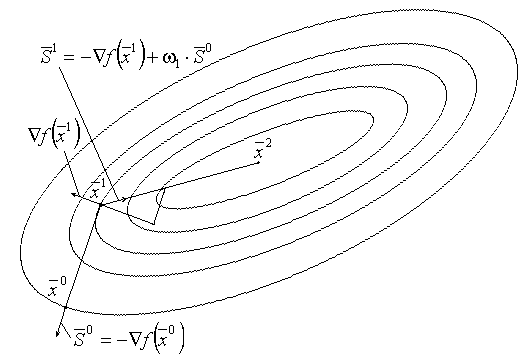 S̅¹ = −∇f(x̅¹) + ω₁ · S̅⁰
∇f(x̅¹)
x̅¹
x̅²
x̅⁰
S̅⁰ = −∇f(x̅⁰)